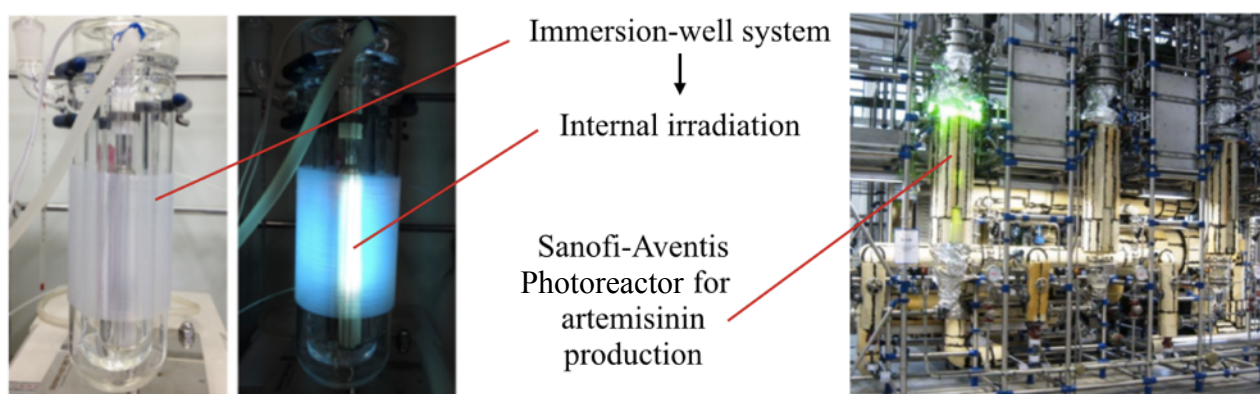 Immersion-well system
Internal irradiation
Sanofi-Aventis
Photoreactor for
artemisinin
production